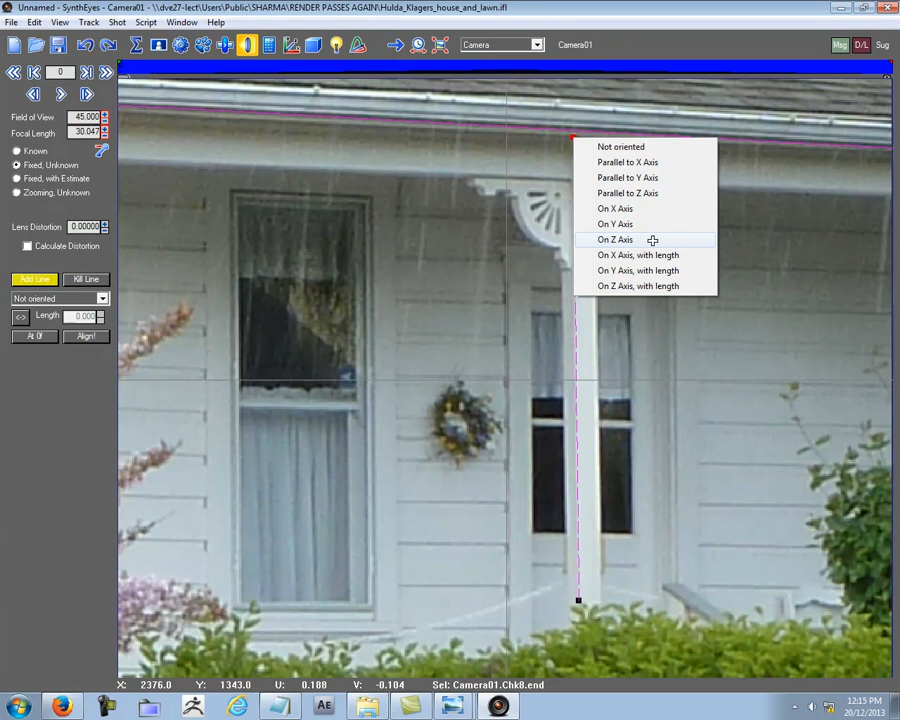 Unnamed - SynthEyes - Camera01 - C:\\dve27-lect\C\Users\Public\SHARMA\RENDER PASSES AGAIN\Hulda_Klagers_house_and_lawn.ifl
File Edit View Track Shot Script Window Help
Camera Camera01 Msg D/L Sug
0
Field of View 45.000
Focal Length 30.047
Known
Fixed, Unknown
Fixed, with Estimate
Zooming, Unknown
Lens Distortion 0.00000
Calculate Distortion
Add Line Kill Line
Not oriented
<-> Length 0.000
At 0f Align!
Not oriented
Parallel to X Axis
Parallel to Y Axis
Parallel to Z Axis
On X Axis
On Y Axis
On Z Axis
On X Axis, with length
On Y Axis, with length
On Z Axis, with length
X: 2376.0 Y: 1343.0 U: 0.188 V: -0.104 Sel: Camera01.Chk8.end
Ae
12:15 PM
20/12/2013